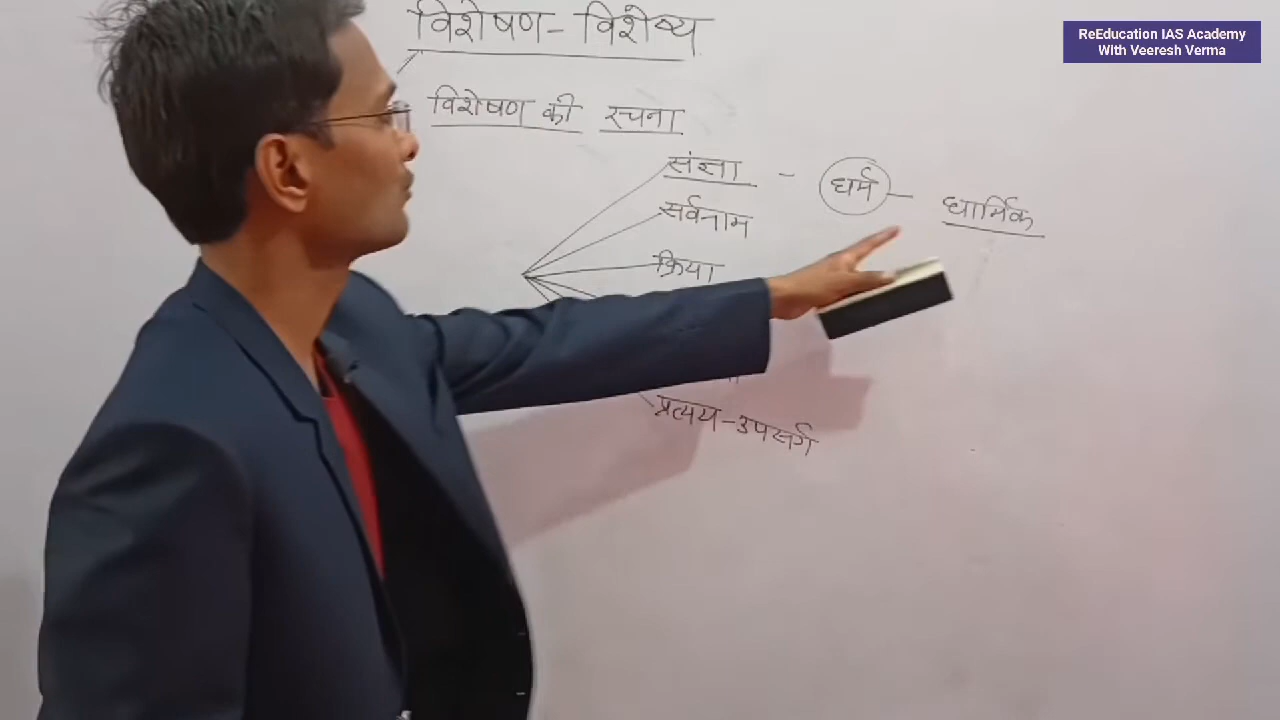 विशेषण - विशेष्य
विशेषण की रचना
संज्ञा - धर्म - धार्मिक
सर्वनाम
क्रिया
प्रत्यय - उपसर्ग
ReEducation IAS Academy
With Veeresh Verma